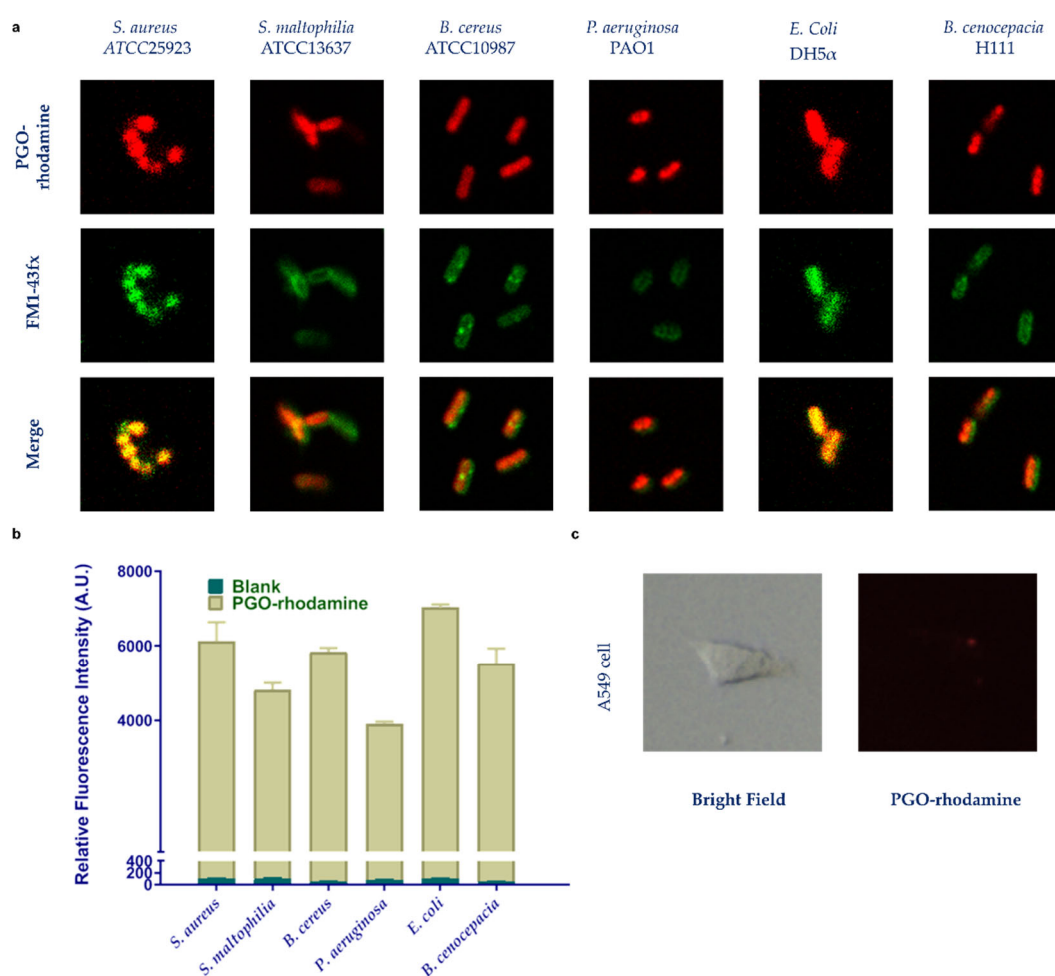 a
S. aureus
ATCC25923
S. maltophilia
ATCC13637
B. cereus
ATCC10987
P. aeruginosa
PAO1
E. Coli
DH5α
B. cenocepacia
H111
PGO-
rhodamine
FM1-43fx
Merge
b
Relative Fluorescence Intensity (A.U.)
8000
6000
4000
400
200
0
Blank
PGO-rhodamine
S. aureus
S. maltophilia
B. cereus
P. aeruginosa
E. coli
B. cenocepacia
c
A549 cell
Bright Field
PGO-rhodamine